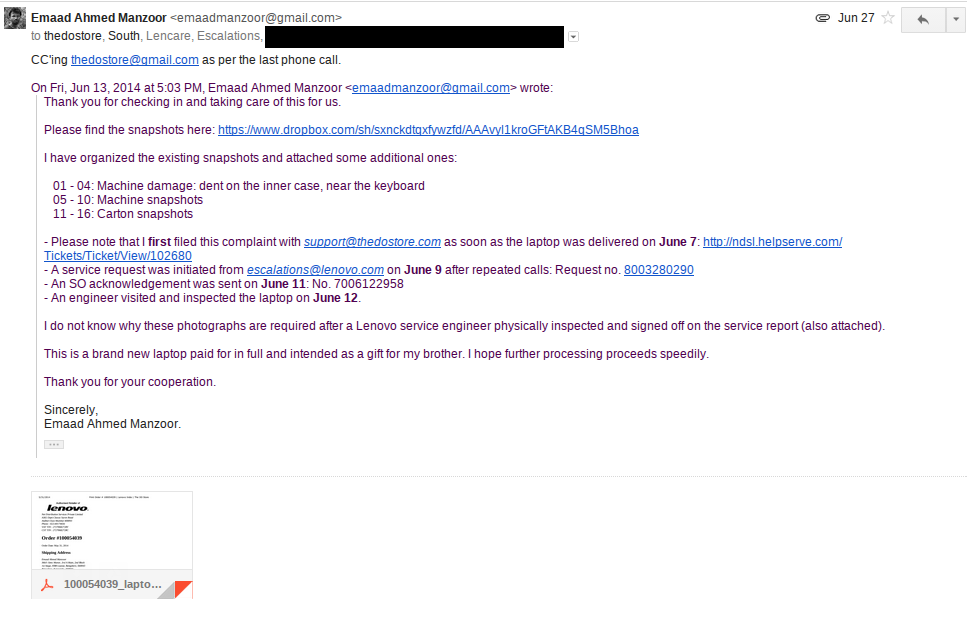 Emaad Ahmed Manzoor <emaadmanzoor@gmail.com> Jun 27
to thedostore, South, Lencare, Escalations,
CC'ing thedostore@gmail.com as per the last phone call.
On Fri, Jun 13, 2014 at 5:03 PM, Emaad Ahmed Manzoor <emaadmanzoor@gmail.com> wrote:
Thank you for checking in and taking care of this for us.
Please find the snapshots here: https://www.dropbox.com/sh/sxnckdtqxfywzfd/AAAvyl1kroGFtAKB4qSM5Bhoa
I have organized the existing snapshots and attached some additional ones:
01 - 04: Machine damage: dent on the inner case, near the keyboard
05 - 10: Machine snapshots
11 - 16: Carton snapshots
- Please note that I first filed this complaint with support@thedostore.com as soon as the laptop was delivered on June 7: http://ndsl.helpserve.com/
Tickets/Ticket/View/102680
- A service request was initiated from escalations@lenovo.com on June 9 after repeated calls: Request no. 8003280290
- An SO acknowledgement was sent on June 11: No. 7006122958
- An engineer visited and inspected the laptop on June 12.
I do not know why these photographs are required after a Lenovo service engineer physically inspected and signed off on the service report (also attached).
This is a brand new laptop paid for in full and intended as a gift for my brother. I hope further processing proceeds speedily.
Thank you for your cooperation.
Sincerely,
Emaad Ahmed Manzoor.
lenovo
Order #100054039
Shipping Address
100054039_lapto...